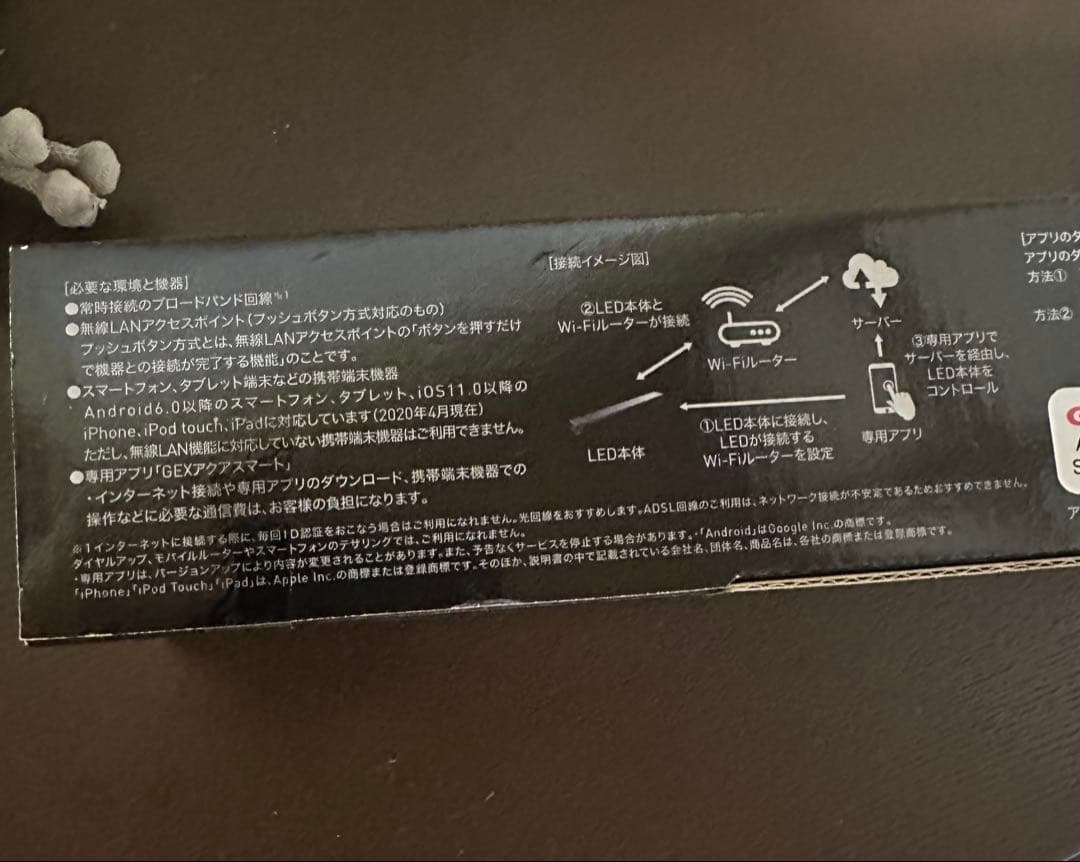 [必要な環境と機器]
●常時接続のブロードバンド回線※1
●無線LANアクセスポイント(プッシュボタン方式対応のもの)
プッシュボタン方式とは、無線LANアクセスポイントの「ボタンを押すだけ
で機器との接続が完了する機能」のことです。
●スマートフォン、タブレット端末などの携帯端末機器
Android6.0以降のスマートフォン、タブレット、iOS11.0以降の
iPhone、iPod touch、iPadに対応しています(2020年4月現在)
ただし、無線LAN機能に対応していない携帯端末機器はご利用できません。
●専用アプリ「GEXアクアスマート」
・インターネット接続や専用アプリのダウンロード、携帯端末機器での
操作などに必要な通信費は、お客様の負担になります。
※1インターネットに接続する際に、毎回ID認証をおこなう場合はご利用になれません。光回線をおすすめします。ADSL回線のご利用は、ネットワーク接続が不安定であるためおすすめできません。
ダイヤルアップ、モバイルルーターやスマートフォンのテザリングでは、ご利用になれません。
・専用アプリは、バージョンアップにより内容が変更されることがあります。また、予告なくサービスを停止する場合があります。・「Android」はGoogle Inc.の商標です。
「iPhone」「iPod Touch」「iPad」は、Apple Inc.の商標または登録商標です。そのほか、説明書の中で記載されている会社名、団体名、商品名は、各社の商標または登録商標です。
[接続イメージ図]
②LED本体と
Wi-Fiルーターが接続
Wi-Fiルーター
サーバー
③専用アプリで
サーバーを経由し、
LED本体を
コントロール
LED本体
①LED本体に接続し、
LEDが接続する
Wi-Fiルーターを設定
専用アプリ
[アプリのダ
アプリのダ
方法①
方法②
G
A
S
ア